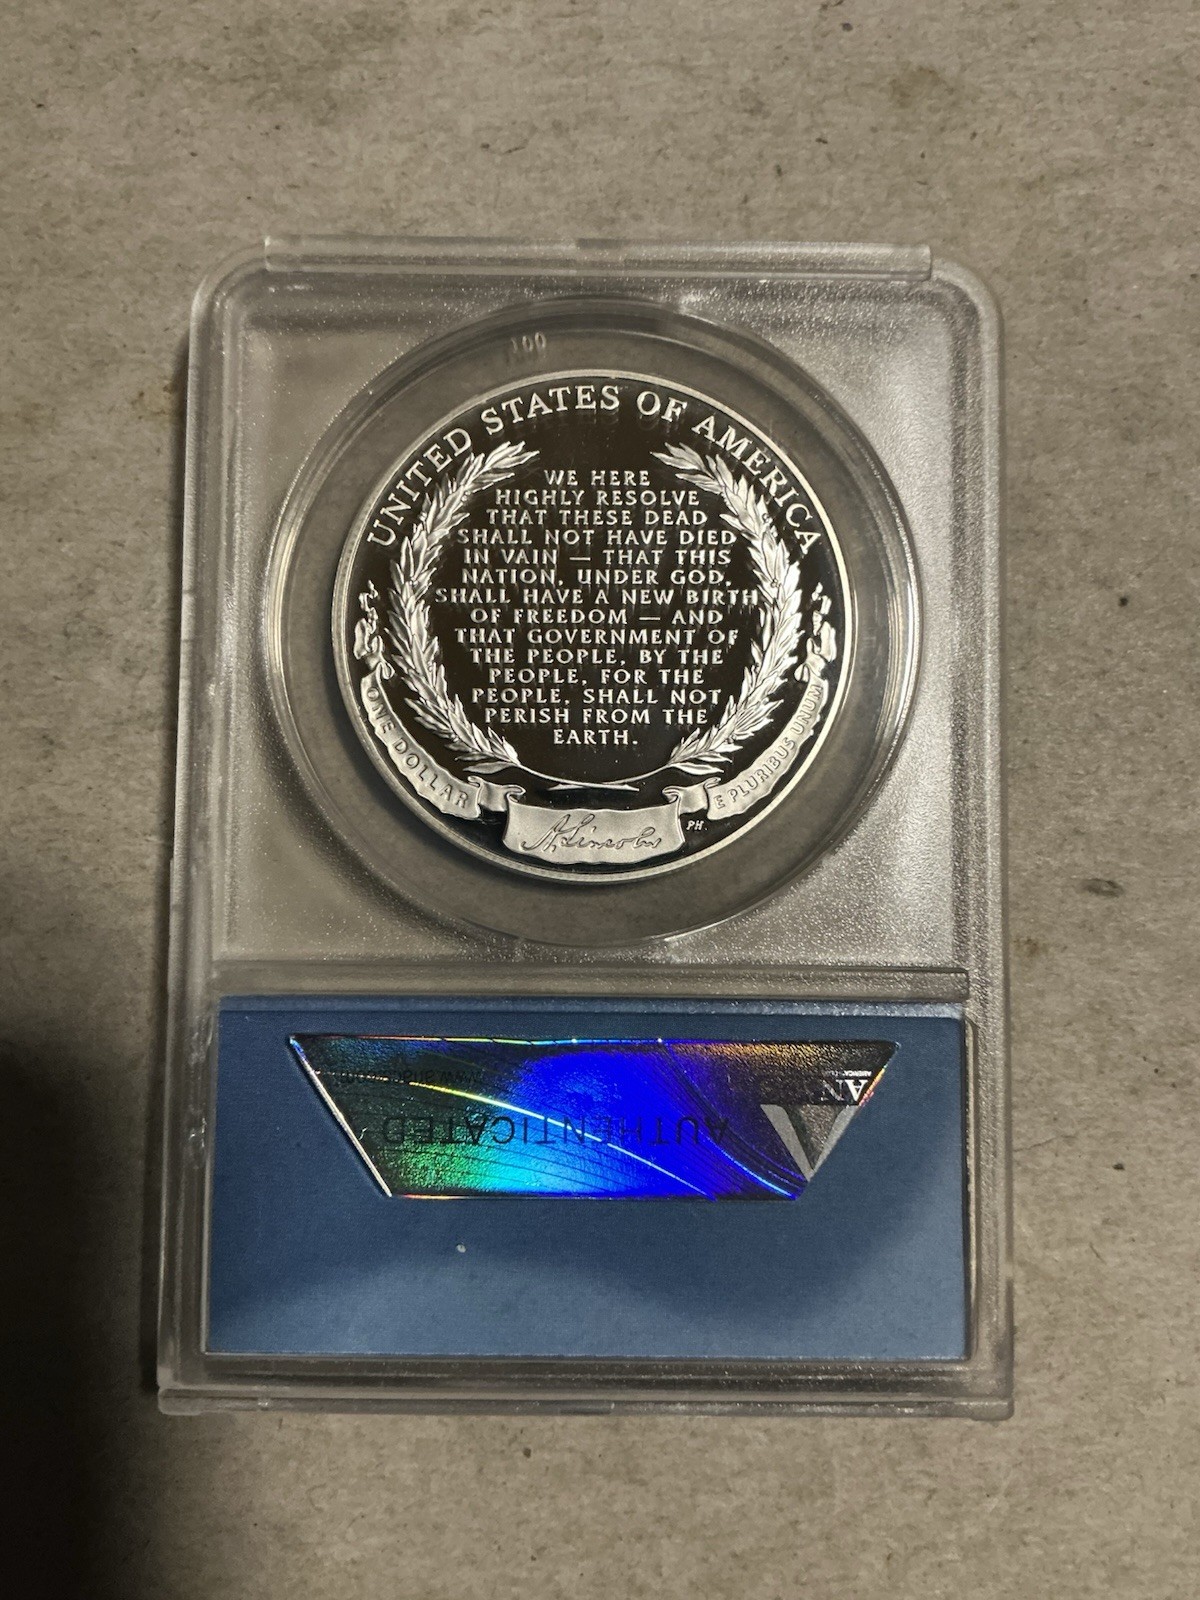 100
UNITED STATES OF AMERICA
WE HERE
HIGHLY RESOLVE
THAT THESE DEAD
SHALL NOT HAVE DIED
IN VAIN — THAT THIS
NATION, UNDER GOD,
SHALL HAVE A NEW BIRTH
OF FREEDOM — AND
THAT GOVERNMENT OF
THE PEOPLE, BY THE
PEOPLE, FOR THE
PEOPLE, SHALL NOT
PERISH FROM THE
EARTH.
ONE DOLLAR
A. Lincoln
PH.
E PLURIBUS UNUM
AUTHENTICATED